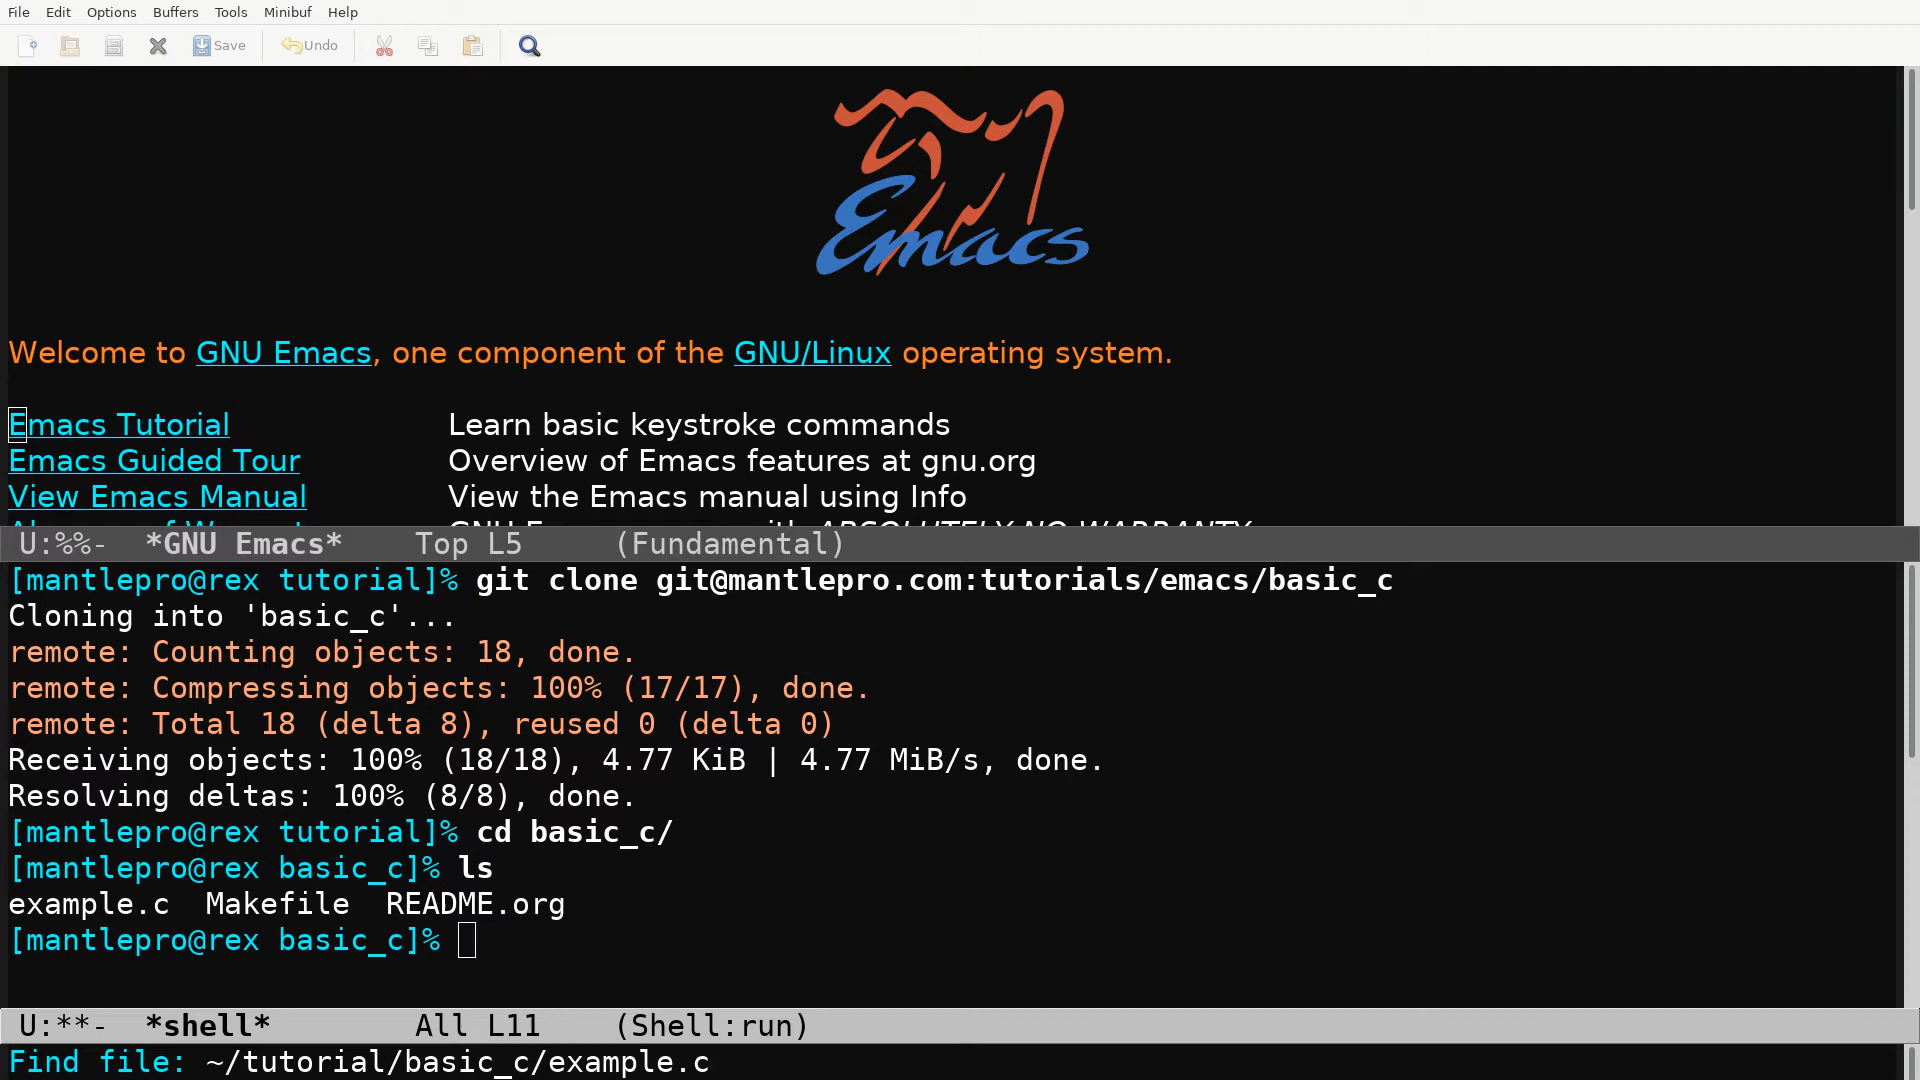 File Edit Options Buffers Tools Minibuf Help
Save Undo
Emacs
Welcome to GNU Emacs, one component of the GNU/Linux operating system.
Emacs Tutorial Learn basic keystroke commands
Emacs Guided Tour Overview of Emacs features at gnu.org
View Emacs Manual View the Emacs manual using Info
ABSOLUTELY NO WARRANTY
U:%%- *GNU Emacs* Top L5 (Fundamental)
[mantlepro@rex tutorial]% git clone git@mantlepro.com:tutorials/emacs/basic_c
Cloning into 'basic_c'...
remote: Counting objects: 18, done.
remote: Compressing objects: 100% (17/17), done.
remote: Total 18 (delta 8), reused 0 (delta 0)
Receiving objects: 100% (18/18), 4.77 KiB | 4.77 MiB/s, done.
Resolving deltas: 100% (8/8), done.
[mantlepro@rex tutorial]% cd basic_c/
[mantlepro@rex basic_c]% ls
example.c Makefile README.org
[mantlepro@rex basic_c]%
U:**- *shell* All L11 (Shell:run)
Find file: ~/tutorial/basic_c/example.c